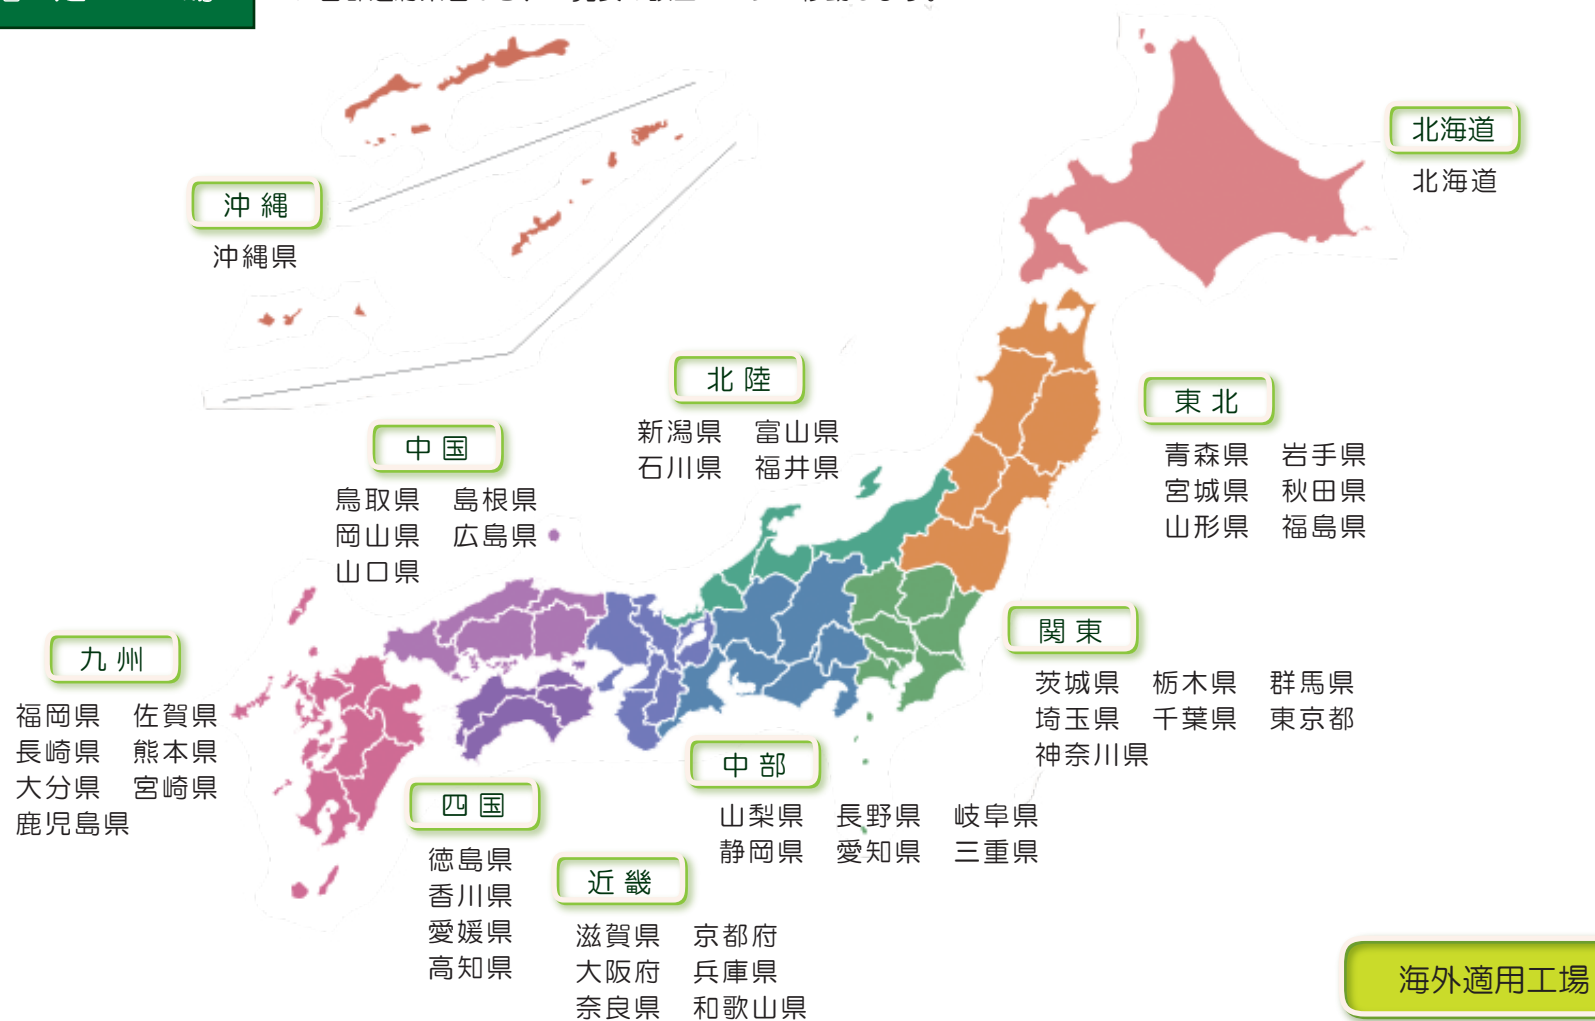 北海道
北海道
沖縄
沖縄県
北陸
新潟県 富山県
石川県 福井県
東北
青森県 岩手県
宮城県 秋田県
山形県 福島県
中国
鳥取県 島根県
岡山県 広島県
山口県
関東
茨城県 栃木県 群馬県
埼玉県 千葉県 東京都
神奈川県
九州
福岡県 佐賀県
長崎県 熊本県
大分県 宮崎県
鹿児島県
中部
山梨県 長野県 岐阜県
静岡県 愛知県 三重県
四国
徳島県
香川県
愛媛県
高知県
近畿
滋賀県 京都府
大阪府 兵庫県
奈良県 和歌山県
海外適用工場